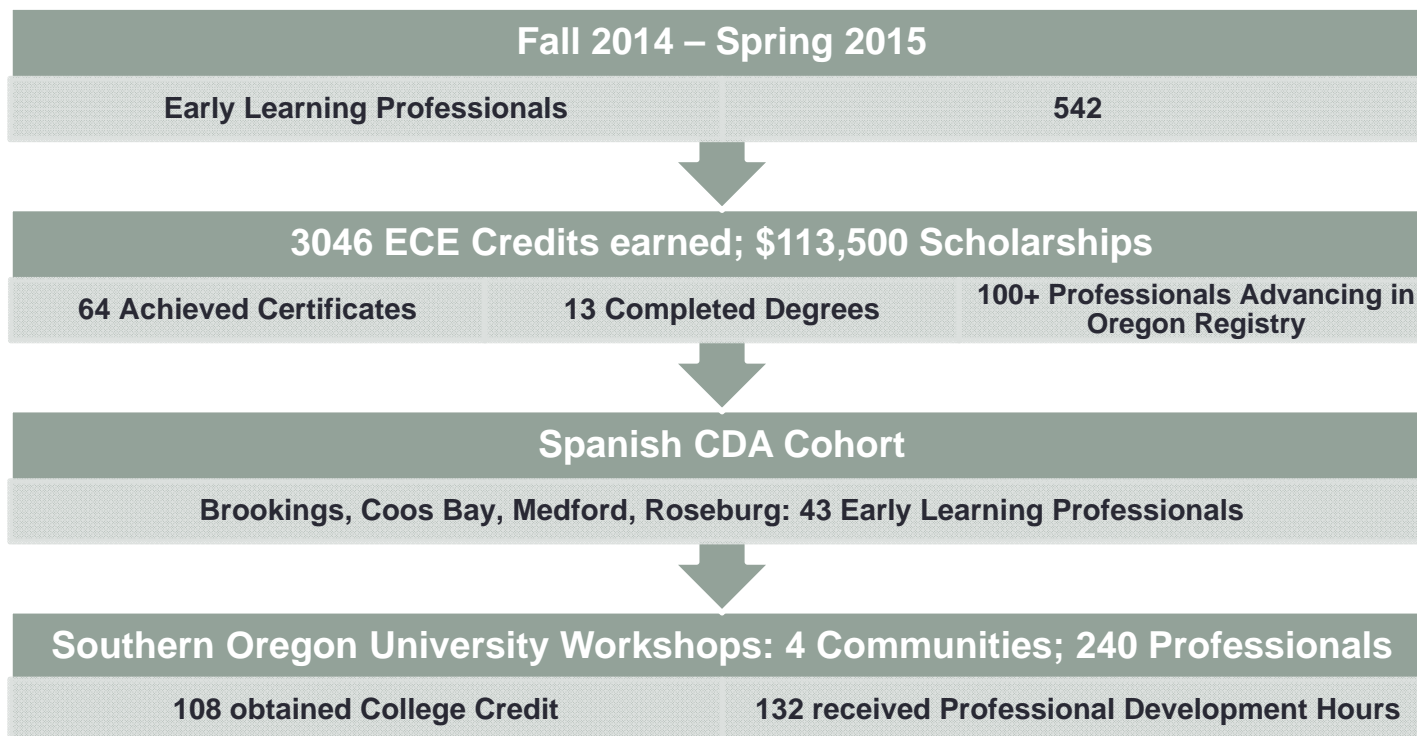 Fall 2014 – Spring 2015
Early Learning Professionals
542
3046 ECE Credits earned; $113,500 Scholarships
64 Achieved Certificates
13 Completed Degrees
100+ Professionals Advancing in
Oregon Registry
Spanish CDA Cohort
Brookings, Coos Bay, Medford, Roseburg: 43 Early Learning Professionals
Southern Oregon University Workshops: 4 Communities; 240 Professionals
108 obtained College Credit
132 received Professional Development Hours